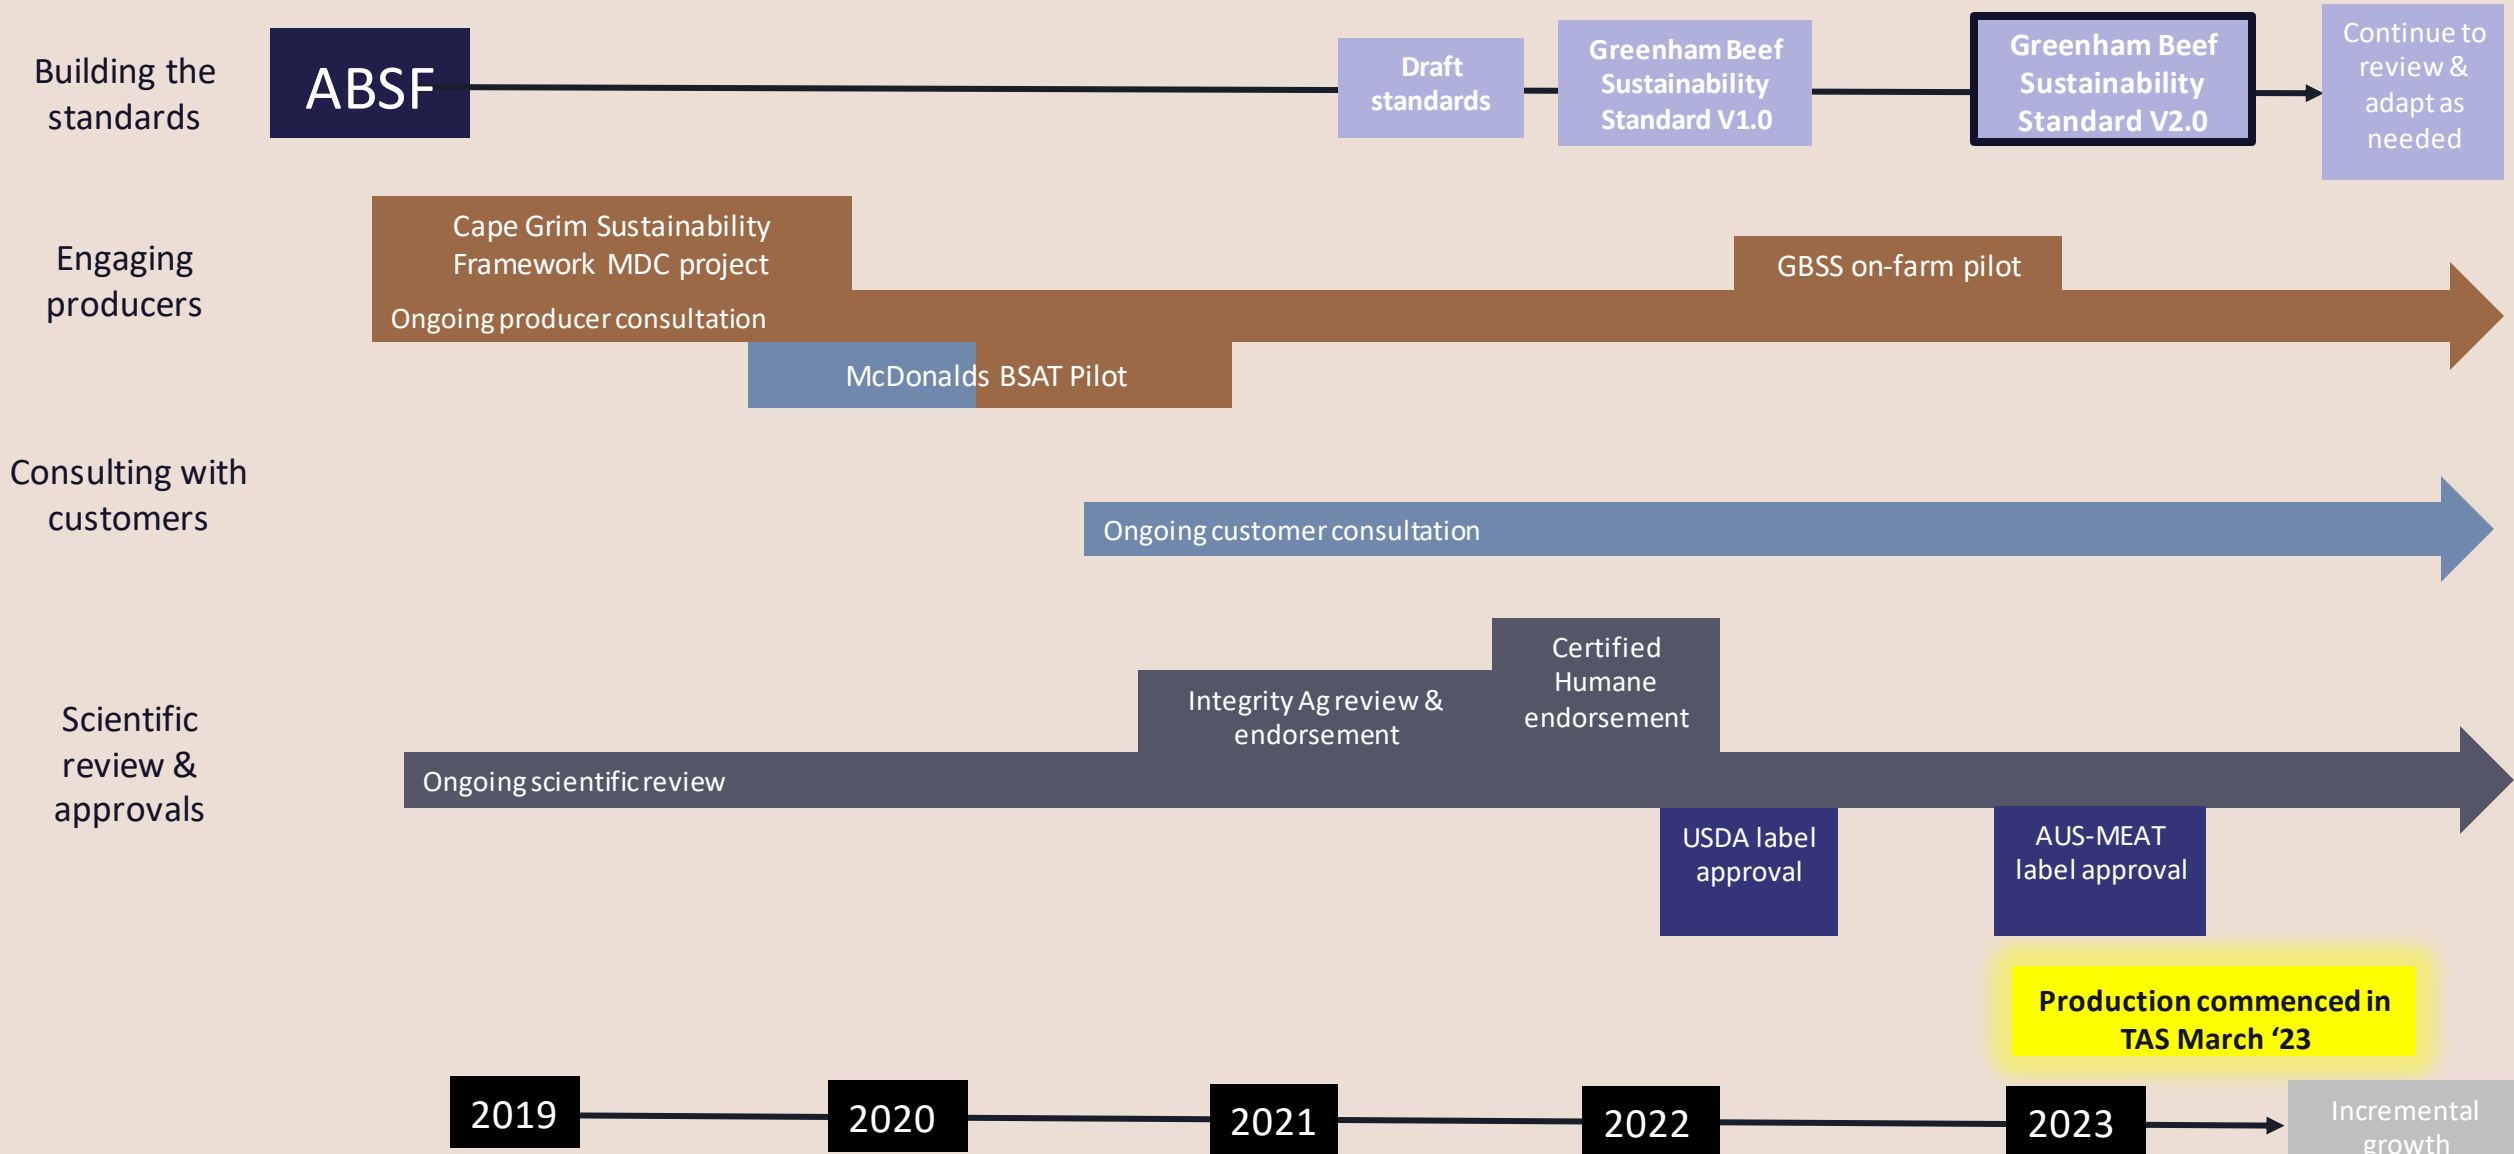 Building the
standards
ABSF
Draft
standards
Greenham Beef
Sustainability
Standard V1.0
Greenham Beef
Sustainability
Standard V2.0
Continue to
review &
adapt as
needed
Engaging
producers
Cape Grim Sustainability
Framework MDC project
Ongoing producer consultation
McDonalds BSAT Pilot
GBSS on-farm pilot
Consulting with
customers
Ongoing customer consultation
Scientific
review &
approvals
Ongoing scientific review
Integrity Ag review &
endorsement
Certified
Humane
endorsement
USDA label
approval
AUS-MEAT
label approval
Production commenced in
TAS March ‘23
2019
2020
2021
2022
2023
Incremental
growth